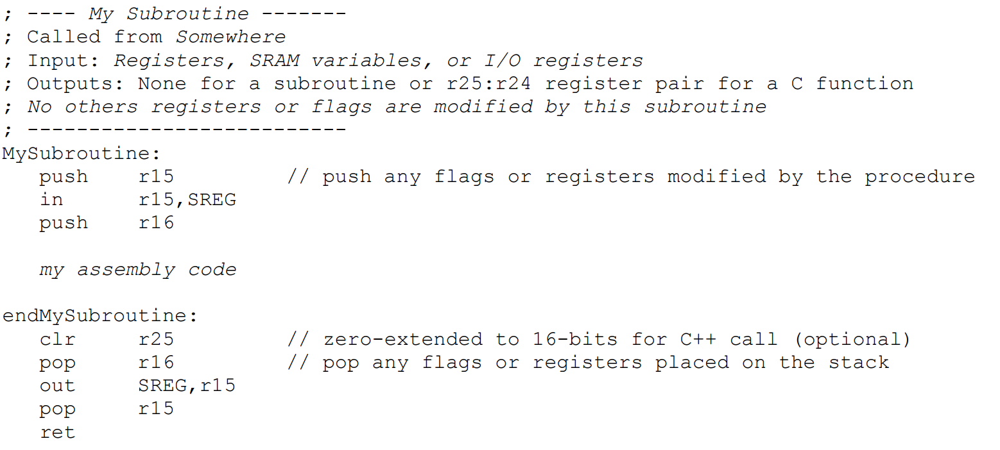 ; ---- My Subroutine -------
; Called from Somewhere
; Input: Registers, SRAM variables, or I/O registers
; Outputs: None for a subroutine or r25:r24 register pair for a C function
; No others registers or flags are modified by this subroutine
; --------------------------
MySubroutine:
   push    r15         // push any flags or registers modified by the procedure
   in      r15,SREG
   push    r16
   my assembly code
endMySubroutine:
   clr     r25         // zero-extended to 16-bits for C++ call (optional)
   pop     r16         // pop any flags or registers placed on the stack
   out     SREG,r15
   pop     r15
   ret